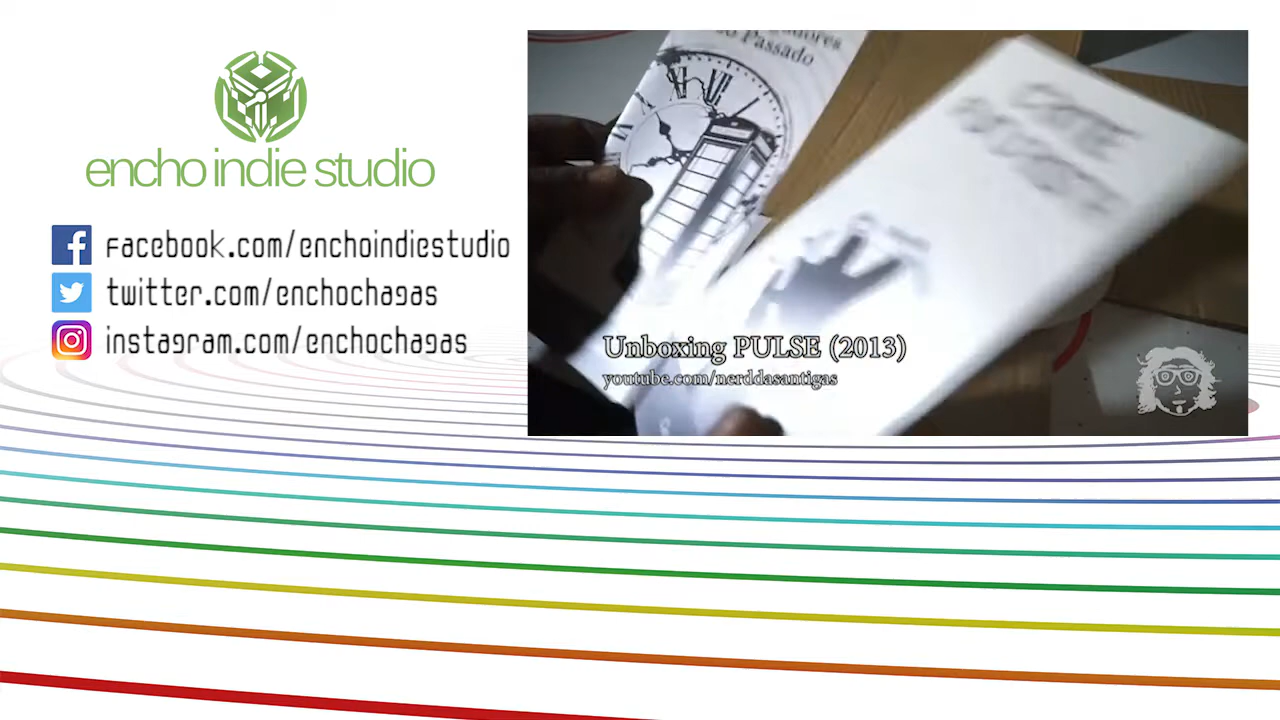 encho indie studio
facebook.com/enchoindiestudio
twitter.com/enchochagas
instagram.com/enchochagas
Passado
Unboxing PULSE (2013)
youtube.com/nerddasantigas